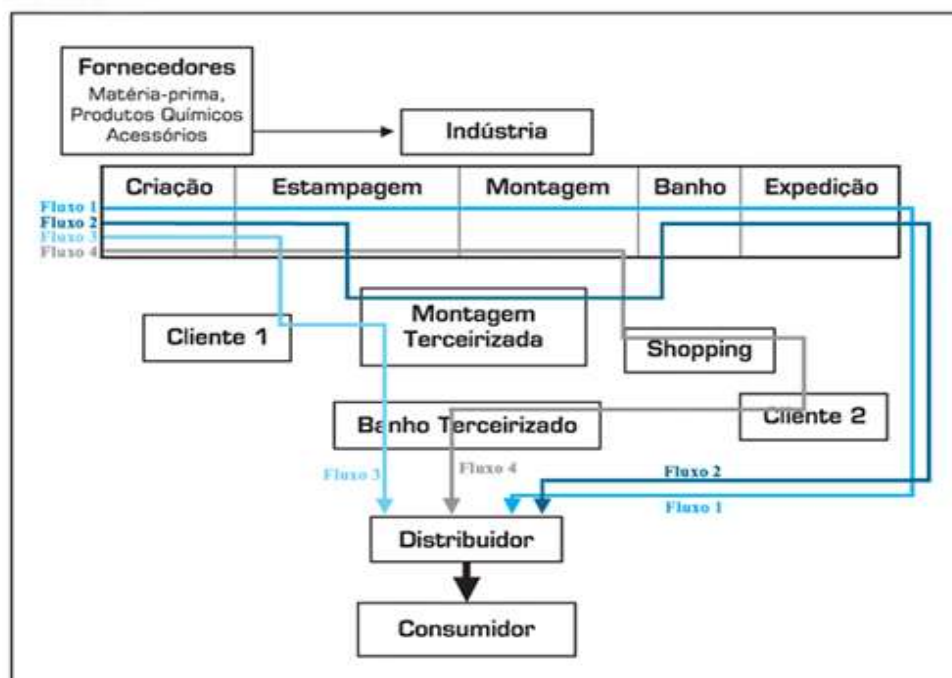 Fornecedores
Matéria-prima,
Produtos Químicos
Acessórios
Indústria
Criação
Estampagem
Montagem
Banho
Expedição
Fluxo 1
Fluxo 2
Fluxo 3
Fluxo 4
Cliente 1
Montagem
Terceirizada
Shopping
Cliente 2
Banho Terceirizado
Fluxo 3
Fluxo 4
Fluxo 2
Fluxo 1
Distribuidor
Consumidor